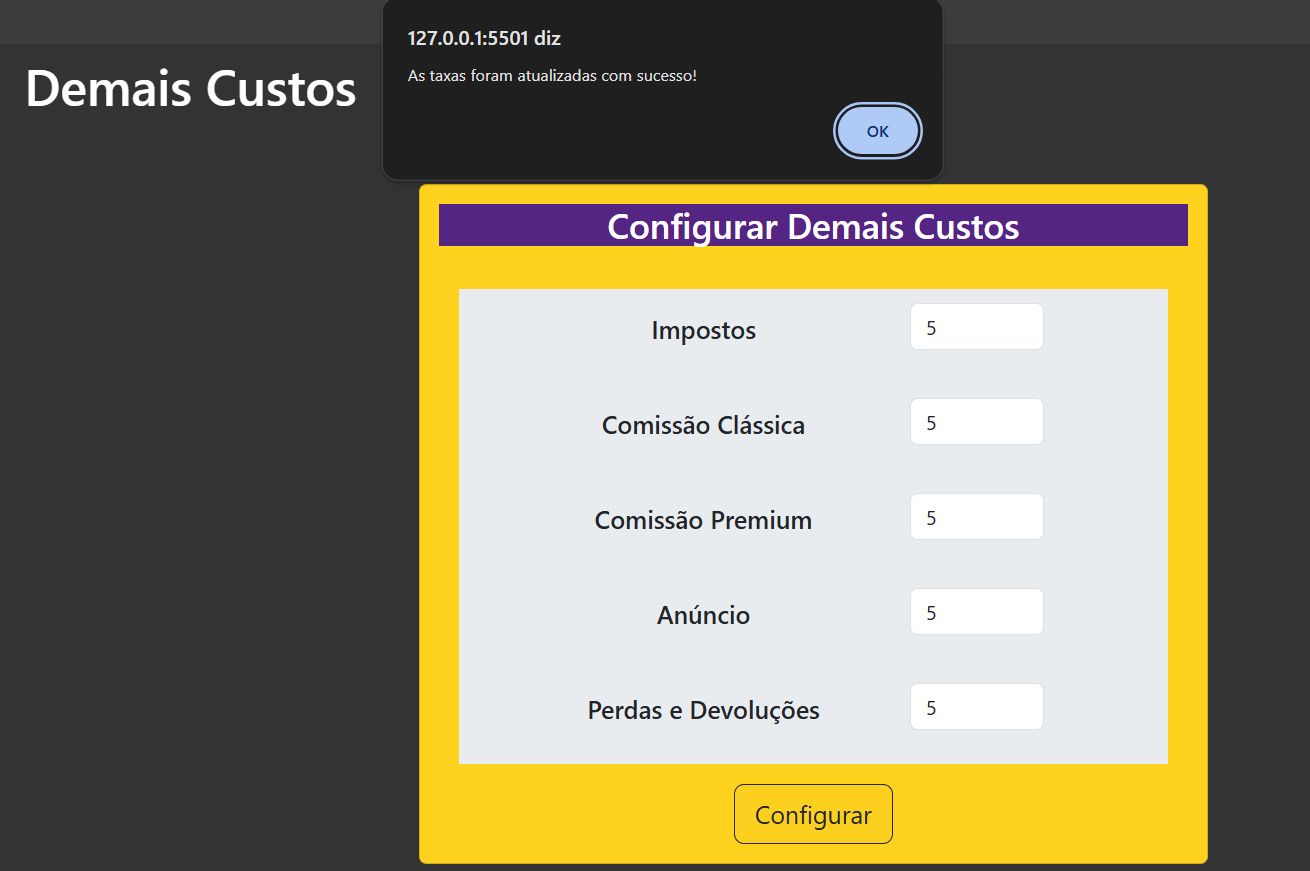 127.0.0.1:5501 diz
As taxas foram atualizadas com sucesso!
OK
Demais Custos
Configurar Demais Custos
Impostos 5
Comissão Clássica 5
Comissão Premium 5
Anúncio 5
Perdas e Devoluções 5
Configurar